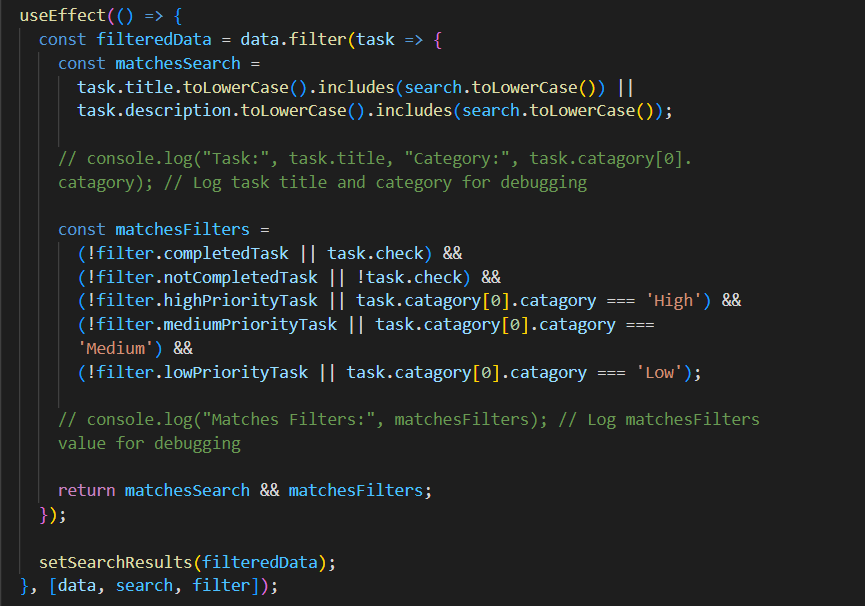 useEffect(() => {
const filteredData = data.filter(task => {
const matchesSearch =
task.title.toLowerCase().includes(search.toLowerCase()) ||
task.description.toLowerCase().includes(search.toLowerCase());
// console.log("Task:", task.title, "Category:", task.catagory[0].
catagory); // Log task title and category for debugging
const matchesFilters =
(!filter.completedTask || task.check) &&
(!filter.notCompletedTask || !task.check) &&
(!filter.highPriorityTask || task.catagory[0].catagory === 'High') &&
(!filter.mediumPriorityTask || task.catagory[0].catagory ===
'Medium') &&
(!filter.lowPriorityTask || task.catagory[0].catagory === 'Low');
// console.log("Matches Filters:", matchesFilters); // Log matchesFilters
value for debugging
return matchesSearch && matchesFilters;
});
setSearchResults(filteredData);
}, [data, search, filter]);